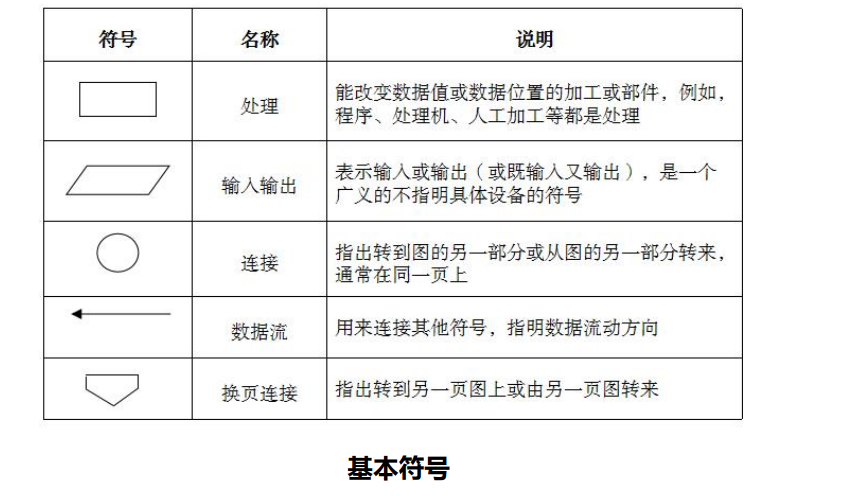 符号 名称 说明
处理 能改变数据值或数据位置的加工或部件，例如，
程序、处理机、人工加工等都是处理
输入输出 表示输入或输出（或既输入又输出），是一个
广义的不指明具体设备的符号
连接 指出转到图的另一部分或从图的另一部分转来，
通常在同一页上
数据流 用来连接其他符号，指明数据流动方向
换页连接 指出转到另一页图上或由另一页图转来
基本符号